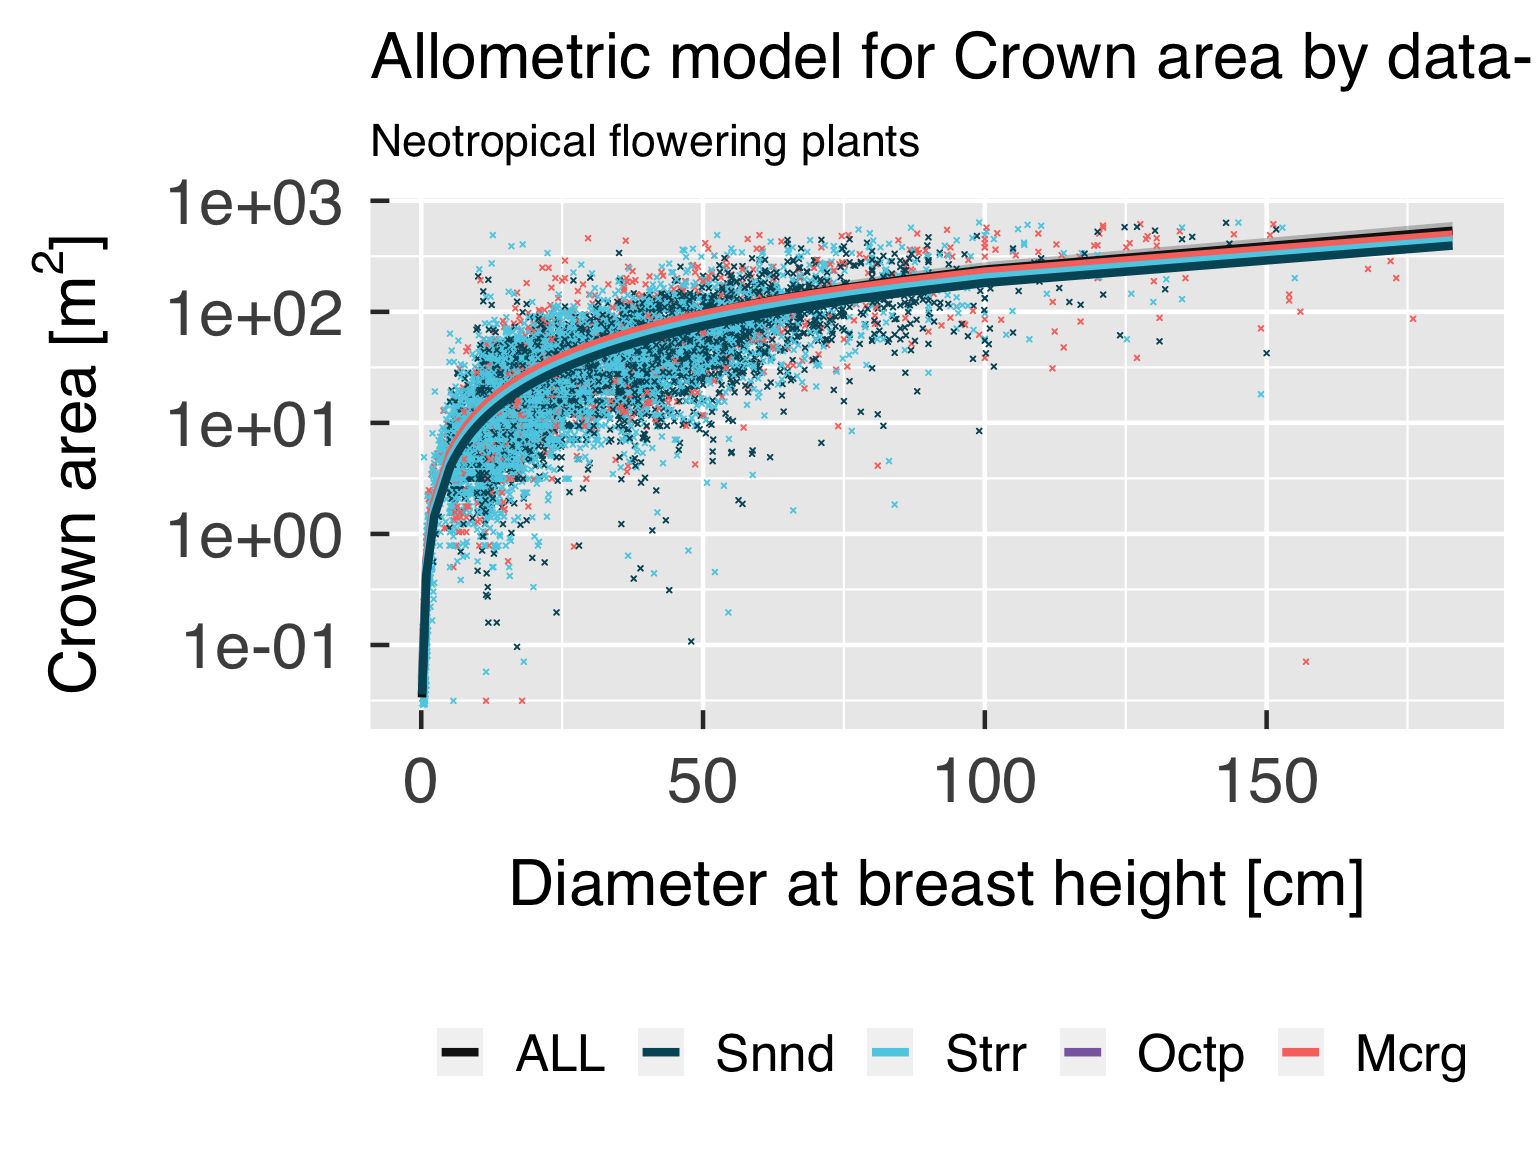 Allometric model for Crown area by data-
Neotropical flowering plants
Crown area [m²]
1e+03
1e+02
1e+01
1e+00
1e-01
0 50 100 150
Diameter at breast height [cm]
ALL Snnd Strr Octp Mcrg